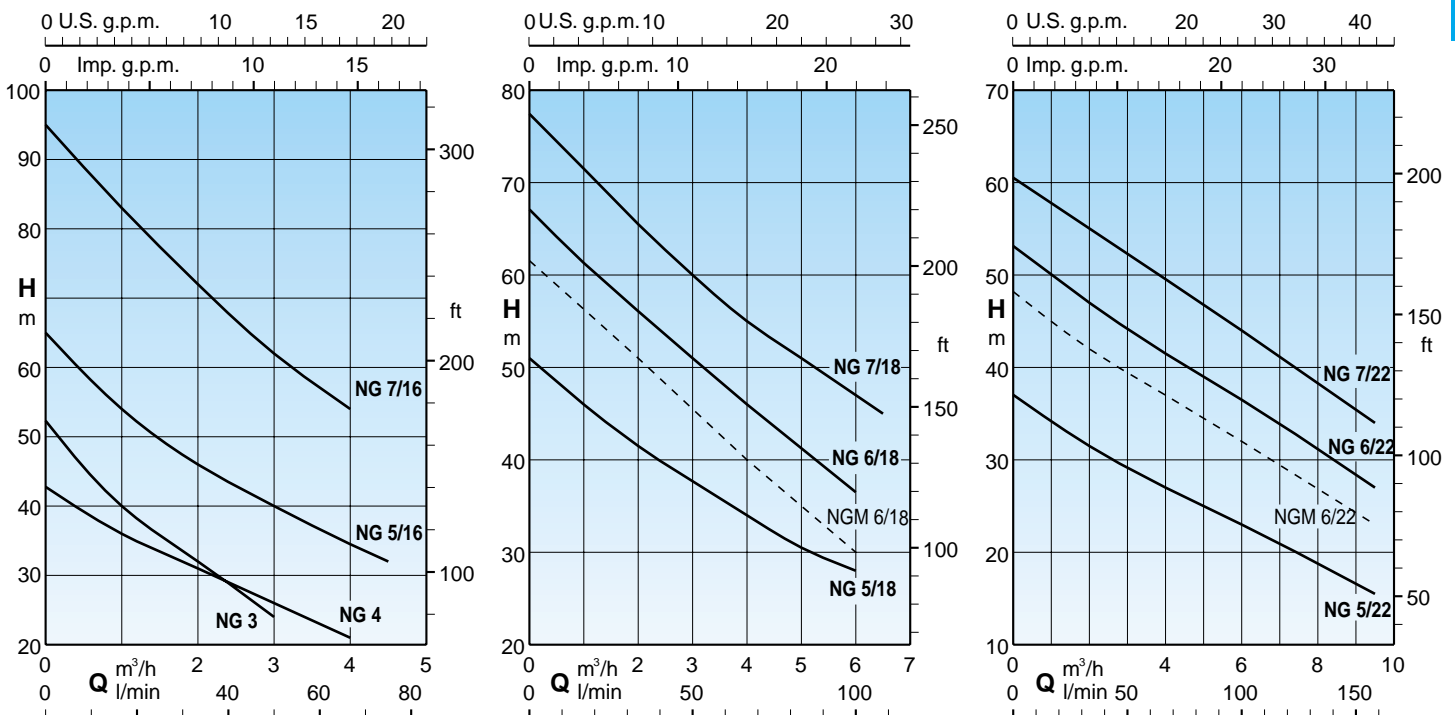 0 U.S. g.p.m. 10 15 20
0 Imp. g.p.m. 10 15
100
90
80
H
m
60
50
40
30
20
300
ft
200
100
NG 7/16
NG 5/16
NG 3
NG 4
0 m³/h 2 3 4 5
Q
0 l/min 40 60 80
0 U.S. g.p.m. 10 20 30
0 Imp. g.p.m. 10 20
80
70
60
H
m
50
40
30
20
250
200
ft
150
100
NG 7/18
NG 6/18
NGM 6/18
NG 5/18
0 m³/h 2 3 4 5 6 7
Q
0 l/min 50 100
0 U.S. g.p.m. 20 30 40
0 Imp. g.p.m. 20 30
70
60
50
H
m
40
30
20
10
200
150
ft
100
50
NG 7/22
NG 6/22
NGM 6/22
NG 5/22
0 m³/h 4 6 8 10
Q
0 l/min 50 100 150